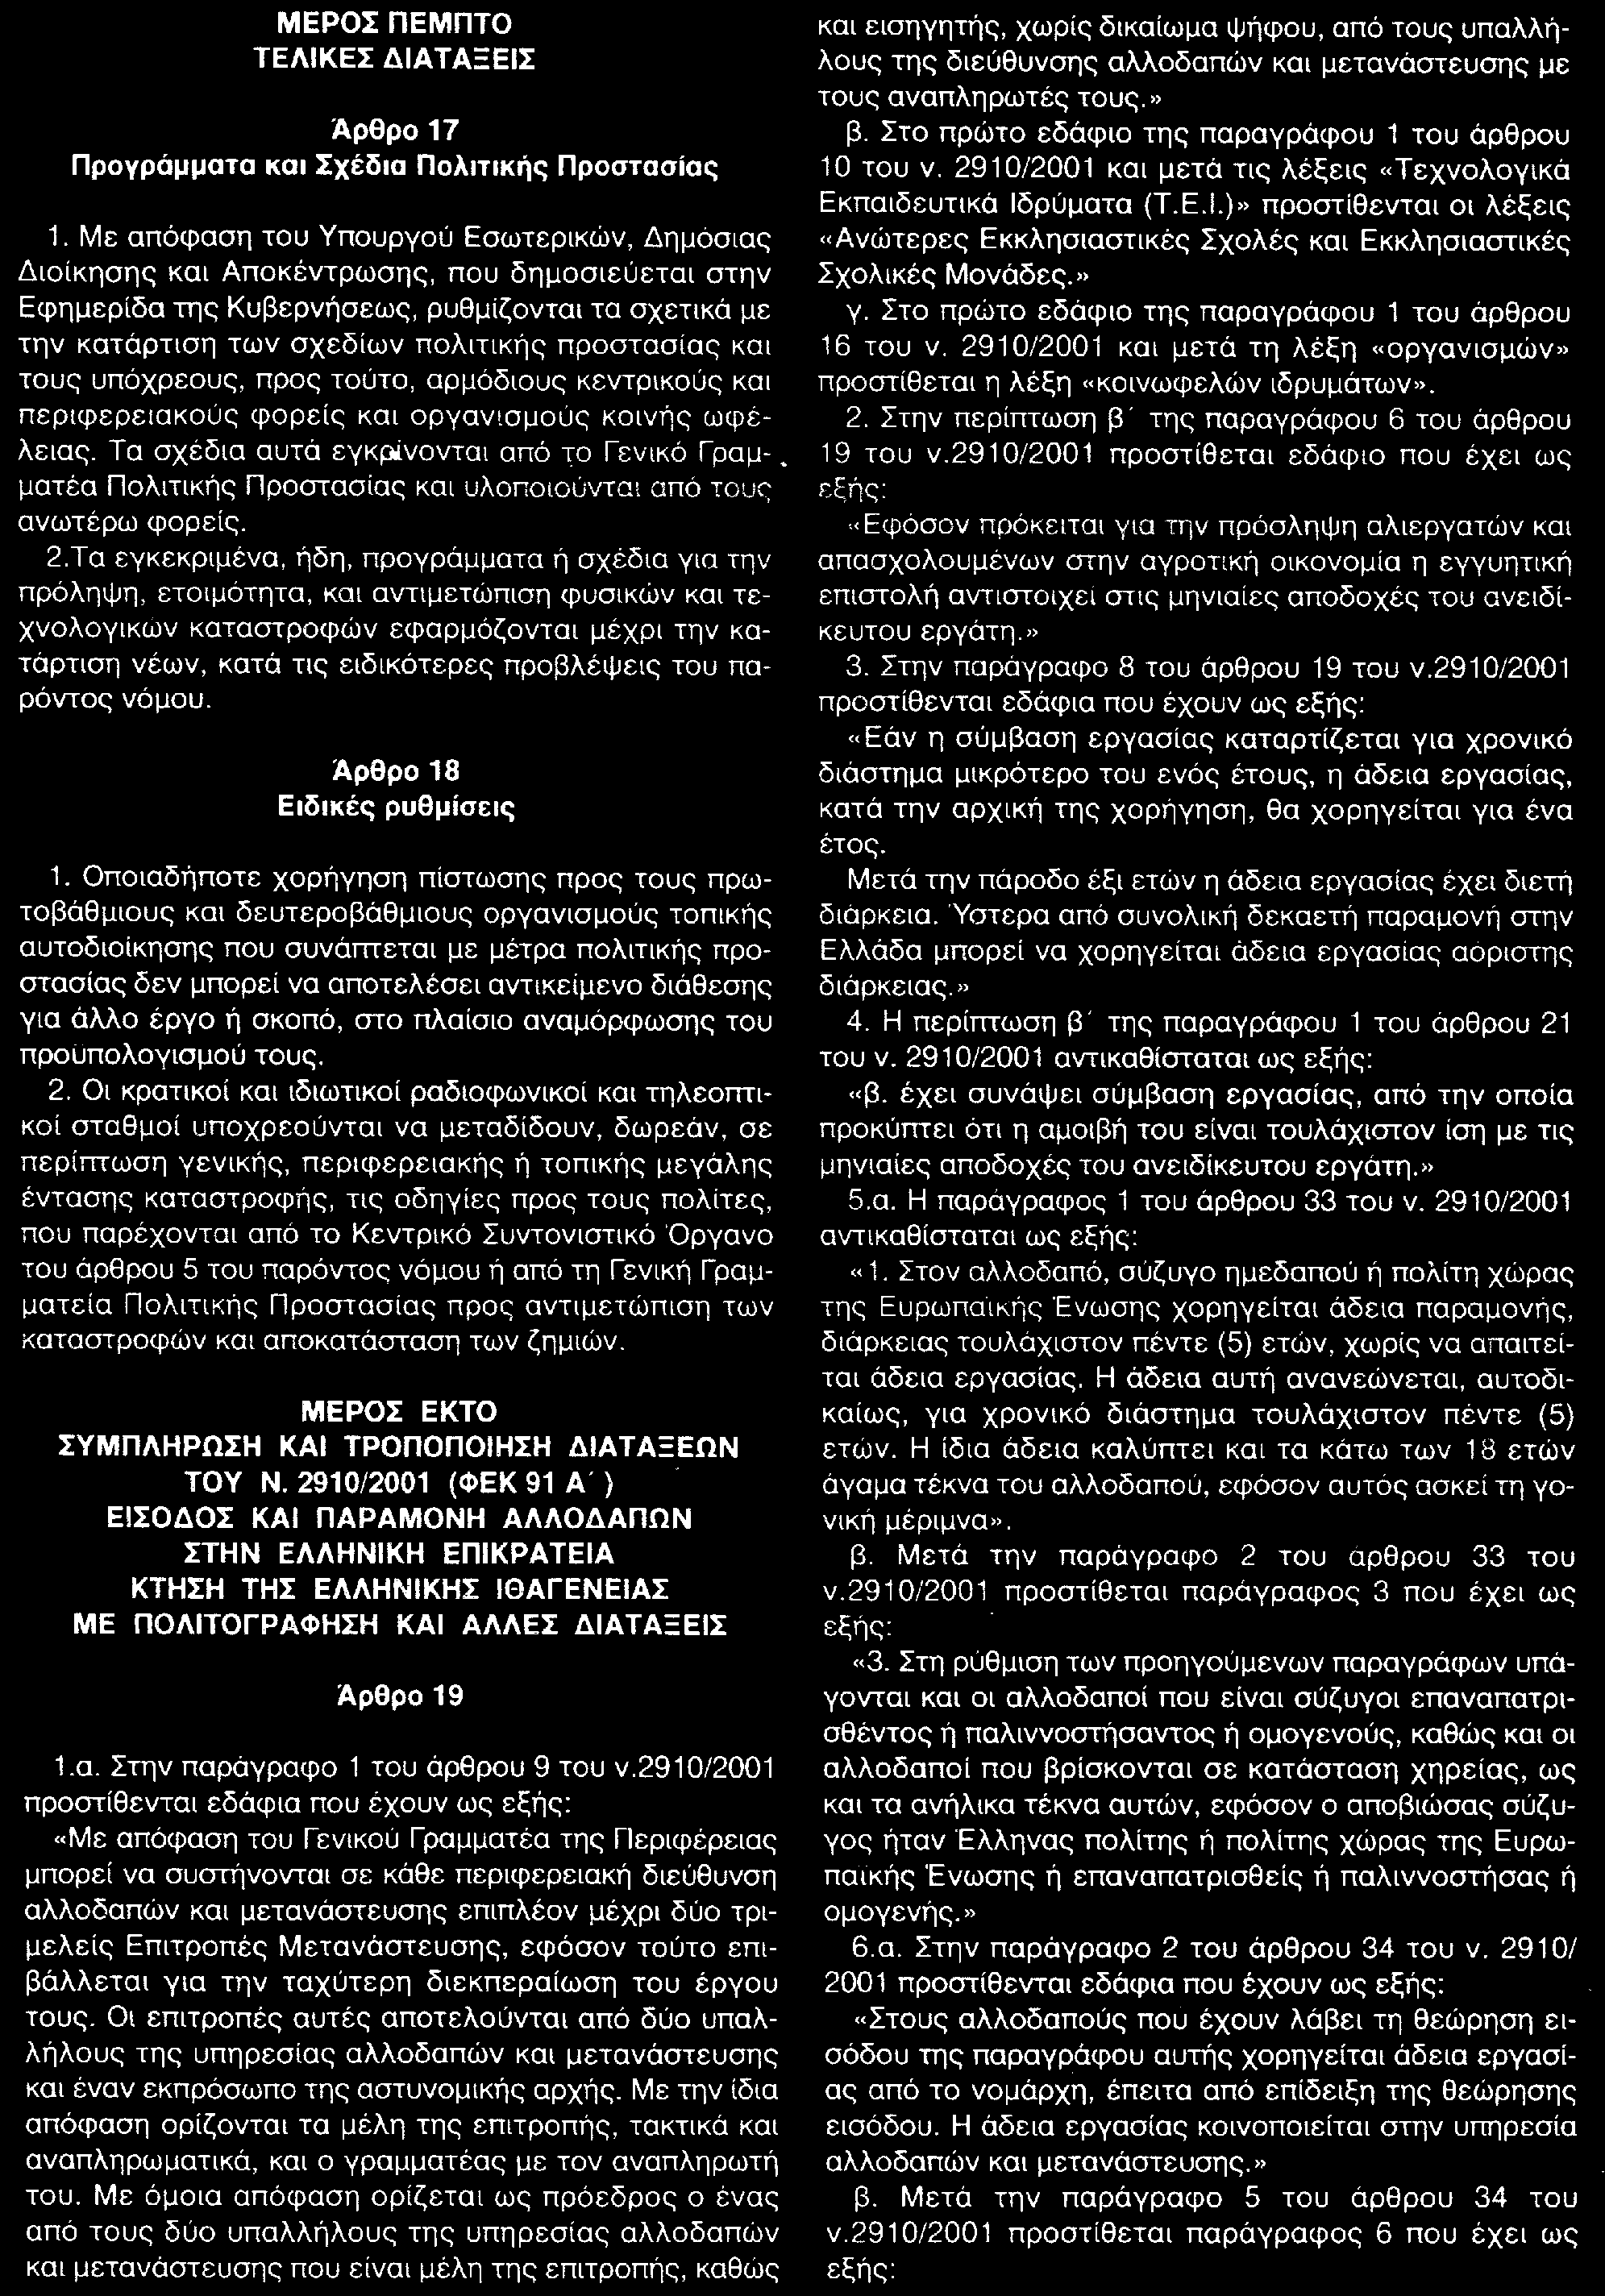 ΜΕΡΟΣ ΠΕΜΠΤΟ
ΤΕΛΙΚΕΣ ΔΙΑΤΑΞΕΙΣ
Άρθρο 17
Προγράμματα και Σχέδια Πολιτικής Προστασίας
1. Με απόφαση του Υπουργού Εσωτερικών, Δημόσιας
Διοίκησης και Αποκέντρωσης, που δημοσιεύεται στην
Εφημερίδα της Κυβερνήσεως, ρυθμίζονται τα σχετικά με
την κατάρτιση των σχεδίων πολιτικής προστασίας και
τους υπόχρεους, προς τούτο, αρμόδιους κεντρικούς και
περιφερειακούς φορείς και οργανισμούς κοινής ωφέ-
λειας. Τα σχέδια αυτά εγκρίνονται από το Γενικό Γραμ-
ματέα Πολιτικής Προστασίας και υλοποιούνται από τους
ανωτέρω φορείς.
2.Τα εγκεκριμένα, ήδη, προγράμματα ή σχέδια για την
πρόληψη, ετοιμότητα, και αντιμετώπιση φυσικών και τε-
χνολογικών καταστροφών εφαρμόζονται μέχρι την κα-
τάρτιση νέων, κατά τις ειδικότερες προβλέψεις του πα-
ρόντος νόμου.
Άρθρο 18
Ειδικές ρυθμίσεις
1. Οποιαδήποτε χορήγηση πίστωσης προς τους πρω-
τοβάθμιους και δευτεροβάθμιους οργανισμούς τοπικής
αυτοδιοίκησης που συνάπτεται με μέτρα πολιτικής προ-
στασίας δεν μπορεί να αποτελέσει αντικείμενο διάθεσης
για άλλο έργο ή σκοπό, στο πλαίσιο αναμόρφωσης του
προϋπολογισμού τους.
2. Οι κρατικοί και ιδιωτικοί ραδιοφωνικοί και τηλεοπτι-
κοί σταθμοί υποχρεούνται να μεταδίδουν, δωρεάν, σε
περίπτωση γενικής, περιφερειακής ή τοπικής μεγάλης
έντασης καταστροφής, τις οδηγίες προς τους πολίτες,
που παρέχονται από το Κεντρικό Συντονιστικό Όργανο
του άρθρου 5 του παρόντος νόμου ή από τη Γενική Γραμ-
ματεία Πολιτικής Προστασίας προς αντιμετώπιση των
καταστροφών και αποκατάσταση των ζημιών.
ΜΕΡΟΣ ΕΚΤΟ
ΣΥΜΠΛΗΡΩΣΗ ΚΑΙ ΤΡΟΠΟΠΟΙΗΣΗ ΔΙΑΤΑΞΕΩΝ
ΤΟΥ Ν. 2910/2001 (ΦΕΚ 91 Α΄)
ΕΙΣΟΔΟΣ ΚΑΙ ΠΑΡΑΜΟΝΗ ΑΛΛΟΔΑΠΩΝ
ΣΤΗΝ ΕΛΛΗΝΙΚΗ ΕΠΙΚΡΑΤΕΙΑ
ΚΤΗΣΗ ΤΗΣ ΕΛΛΗΝΙΚΗΣ ΙΘΑΓΕΝΕΙΑΣ
ΜΕ ΠΟΛΙΤΟΓΡΑΦΗΣΗ ΚΑΙ ΑΛΛΕΣ ΔΙΑΤΑΞΕΙΣ
Άρθρο 19
1.α. Στην παράγραφο 1 του άρθρου 9 του ν.2910/2001
προστίθενται εδάφια που έχουν ως εξής:
«Με απόφαση του Γενικού Γραμματέα της Περιφέρειας
μπορεί να συστήνονται σε κάθε περιφερειακή διεύθυνση
αλλοδαπών και μετανάστευσης επιπλέον μέχρι δύο τρι-
μελείς Επιτροπές Μετανάστευσης, εφόσον τούτο επι-
βάλλεται για την ταχύτερη διεκπεραίωση του έργου
τους. Οι επιτροπές αυτές αποτελούνται από δύο υπαλ-
λήλους της υπηρεσίας αλλοδαπών και μετανάστευσης
και έναν εκπρόσωπο της αστυνομικής αρχής. Με την ίδια
απόφαση ορίζονται τα μέλη της επιτροπής, τακτικά και
αναπληρωματικά, και ο γραμματέας με τον αναπληρωτή
του. Με όμοια απόφαση ορίζεται ως πρόεδρος ο ένας
από τους δύο υπαλλήλους της υπηρεσίας αλλοδαπών
και μετανάστευσης που είναι μέλη της επιτροπής, καθώς
και εισηγητής, χωρίς δικαίωμα ψήφου, από τους υπαλλή-
λους της διεύθυνσης αλλοδαπών και μετανάστευσης με
τους αναπληρωτές τους.»
β. Στο πρώτο εδάφιο της παραγράφου 1 του άρθρου
10 του ν. 2910/2001 και μετά τις λέξεις «Τεχνολογικά
Εκπαιδευτικά Ιδρύματα (Τ.Ε.Ι.)» προστίθενται οι λέξεις
«Ανώτερες Εκκλησιαστικές Σχολές και Εκκλησιαστικές
Σχολικές Μονάδες.»
γ. Στο πρώτο εδάφιο της παραγράφου 1 του άρθρου
16 του ν. 2910/2001 και μετά τη λέξη «οργανισμών»
προστίθεται η λέξη «κοινωφελών ιδρυμάτων».
2. Στην περίπτωση β΄ της παραγράφου 6 του άρθρου
19 του ν.2910/2001 προστίθεται εδάφιο που έχει ως
εξής:
«Εφόσον πρόκειται για την πρόσληψη αλιεργατών και
απασχολουμένων στην αγροτική οικονομία η εγγυητική
επιστολή αντιστοιχεί στις μηνιαίες αποδοχές του ανειδί-
κευτου εργάτη.»
3. Στην παράγραφο 8 του άρθρου 19 του ν.2910/2001
προστίθενται εδάφια που έχουν ως εξής:
«Εάν η σύμβαση εργασίας καταρτίζεται για χρονικό
διάστημα μικρότερο του ενός έτους, η άδεια εργασίας,
κατά την αρχική της χορήγηση, θα χορηγείται για ένα
έτος.
Μετά την πάροδο έξι ετών η άδεια εργασίας έχει διετή
διάρκεια. Ύστερα από συνολική δεκαετή παραμονή στην
Ελλάδα μπορεί να χορηγείται άδεια εργασίας αόριστης
διάρκειας.»
4. Η περίπτωση β΄ της παραγράφου 1 του άρθρου 21
του ν. 2910/2001 αντικαθίσταται ως εξής:
«β. έχει συνάψει σύμβαση εργασίας, από την οποία
προκύπτει ότι η αμοιβή του είναι τουλάχιστον ίση με τις
μηνιαίες αποδοχές του ανειδίκευτου εργάτη.»
5.α. Η παράγραφος 1 του άρθρου 33 του ν. 2910/2001
αντικαθίσταται ως εξής:
«1. Στον αλλοδαπό, σύζυγο ημεδαπού ή πολίτη χώρας
της Ευρωπαϊκής Ένωσης χορηγείται άδεια παραμονής,
διάρκειας τουλάχιστον πέντε (5) ετών, χωρίς να απαιτεί-
ται άδεια εργασίας. Η άδεια αυτή ανανεώνεται, αυτοδι-
καίως, για χρονικό διάστημα τουλάχιστον πέντε (5)
ετών. Η ίδια άδεια καλύπτει και τα κάτω των 18 ετών
άγαμα τέκνα του αλλοδαπού, εφόσον αυτός ασκεί τη γο-
νική μέριμνα».
β. Μετά την παράγραφο 2 του άρθρου 33 του
ν.2910/2001 προστίθεται παράγραφος 3 που έχει ως
εξής:
«3. Στη ρύθμιση των προηγούμενων παραγράφων υπά-
γονται και οι αλλοδαποί που είναι σύζυγοι επαναπατρι-
σθέντος ή παλιννοστήσαντος ή ομογενούς, καθώς και οι
αλλοδαποί που βρίσκονται σε κατάσταση χηρείας, ως
και τα ανήλικα τέκνα αυτών, εφόσον ο αποβιώσας σύζυ-
γος ήταν Έλληνας πολίτης ή πολίτης χώρας της Ευρω-
παϊκής Ένωσης ή επαναπατρισθείς ή παλιννοστήσας ή
ομογενής.»
6.α. Στην παράγραφο 2 του άρθρου 34 του ν. 2910/
2001 προστίθενται εδάφια που έχουν ως εξής:
«Στους αλλοδαπούς που έχουν λάβει τη θεώρηση ει-
σόδου της παραγράφου αυτής χορηγείται άδεια εργασί-
ας από το νομάρχη, έπειτα από επίδειξη της θεώρησης
εισόδου. Η άδεια εργασίας κοινοποιείται στην υπηρεσία
αλλοδαπών και μετανάστευσης.»
β. Μετά την παράγραφο 5 του άρθρου 34 του
ν.2910/2001 προστίθεται παράγραφος 6 που έχει ως
εξής: